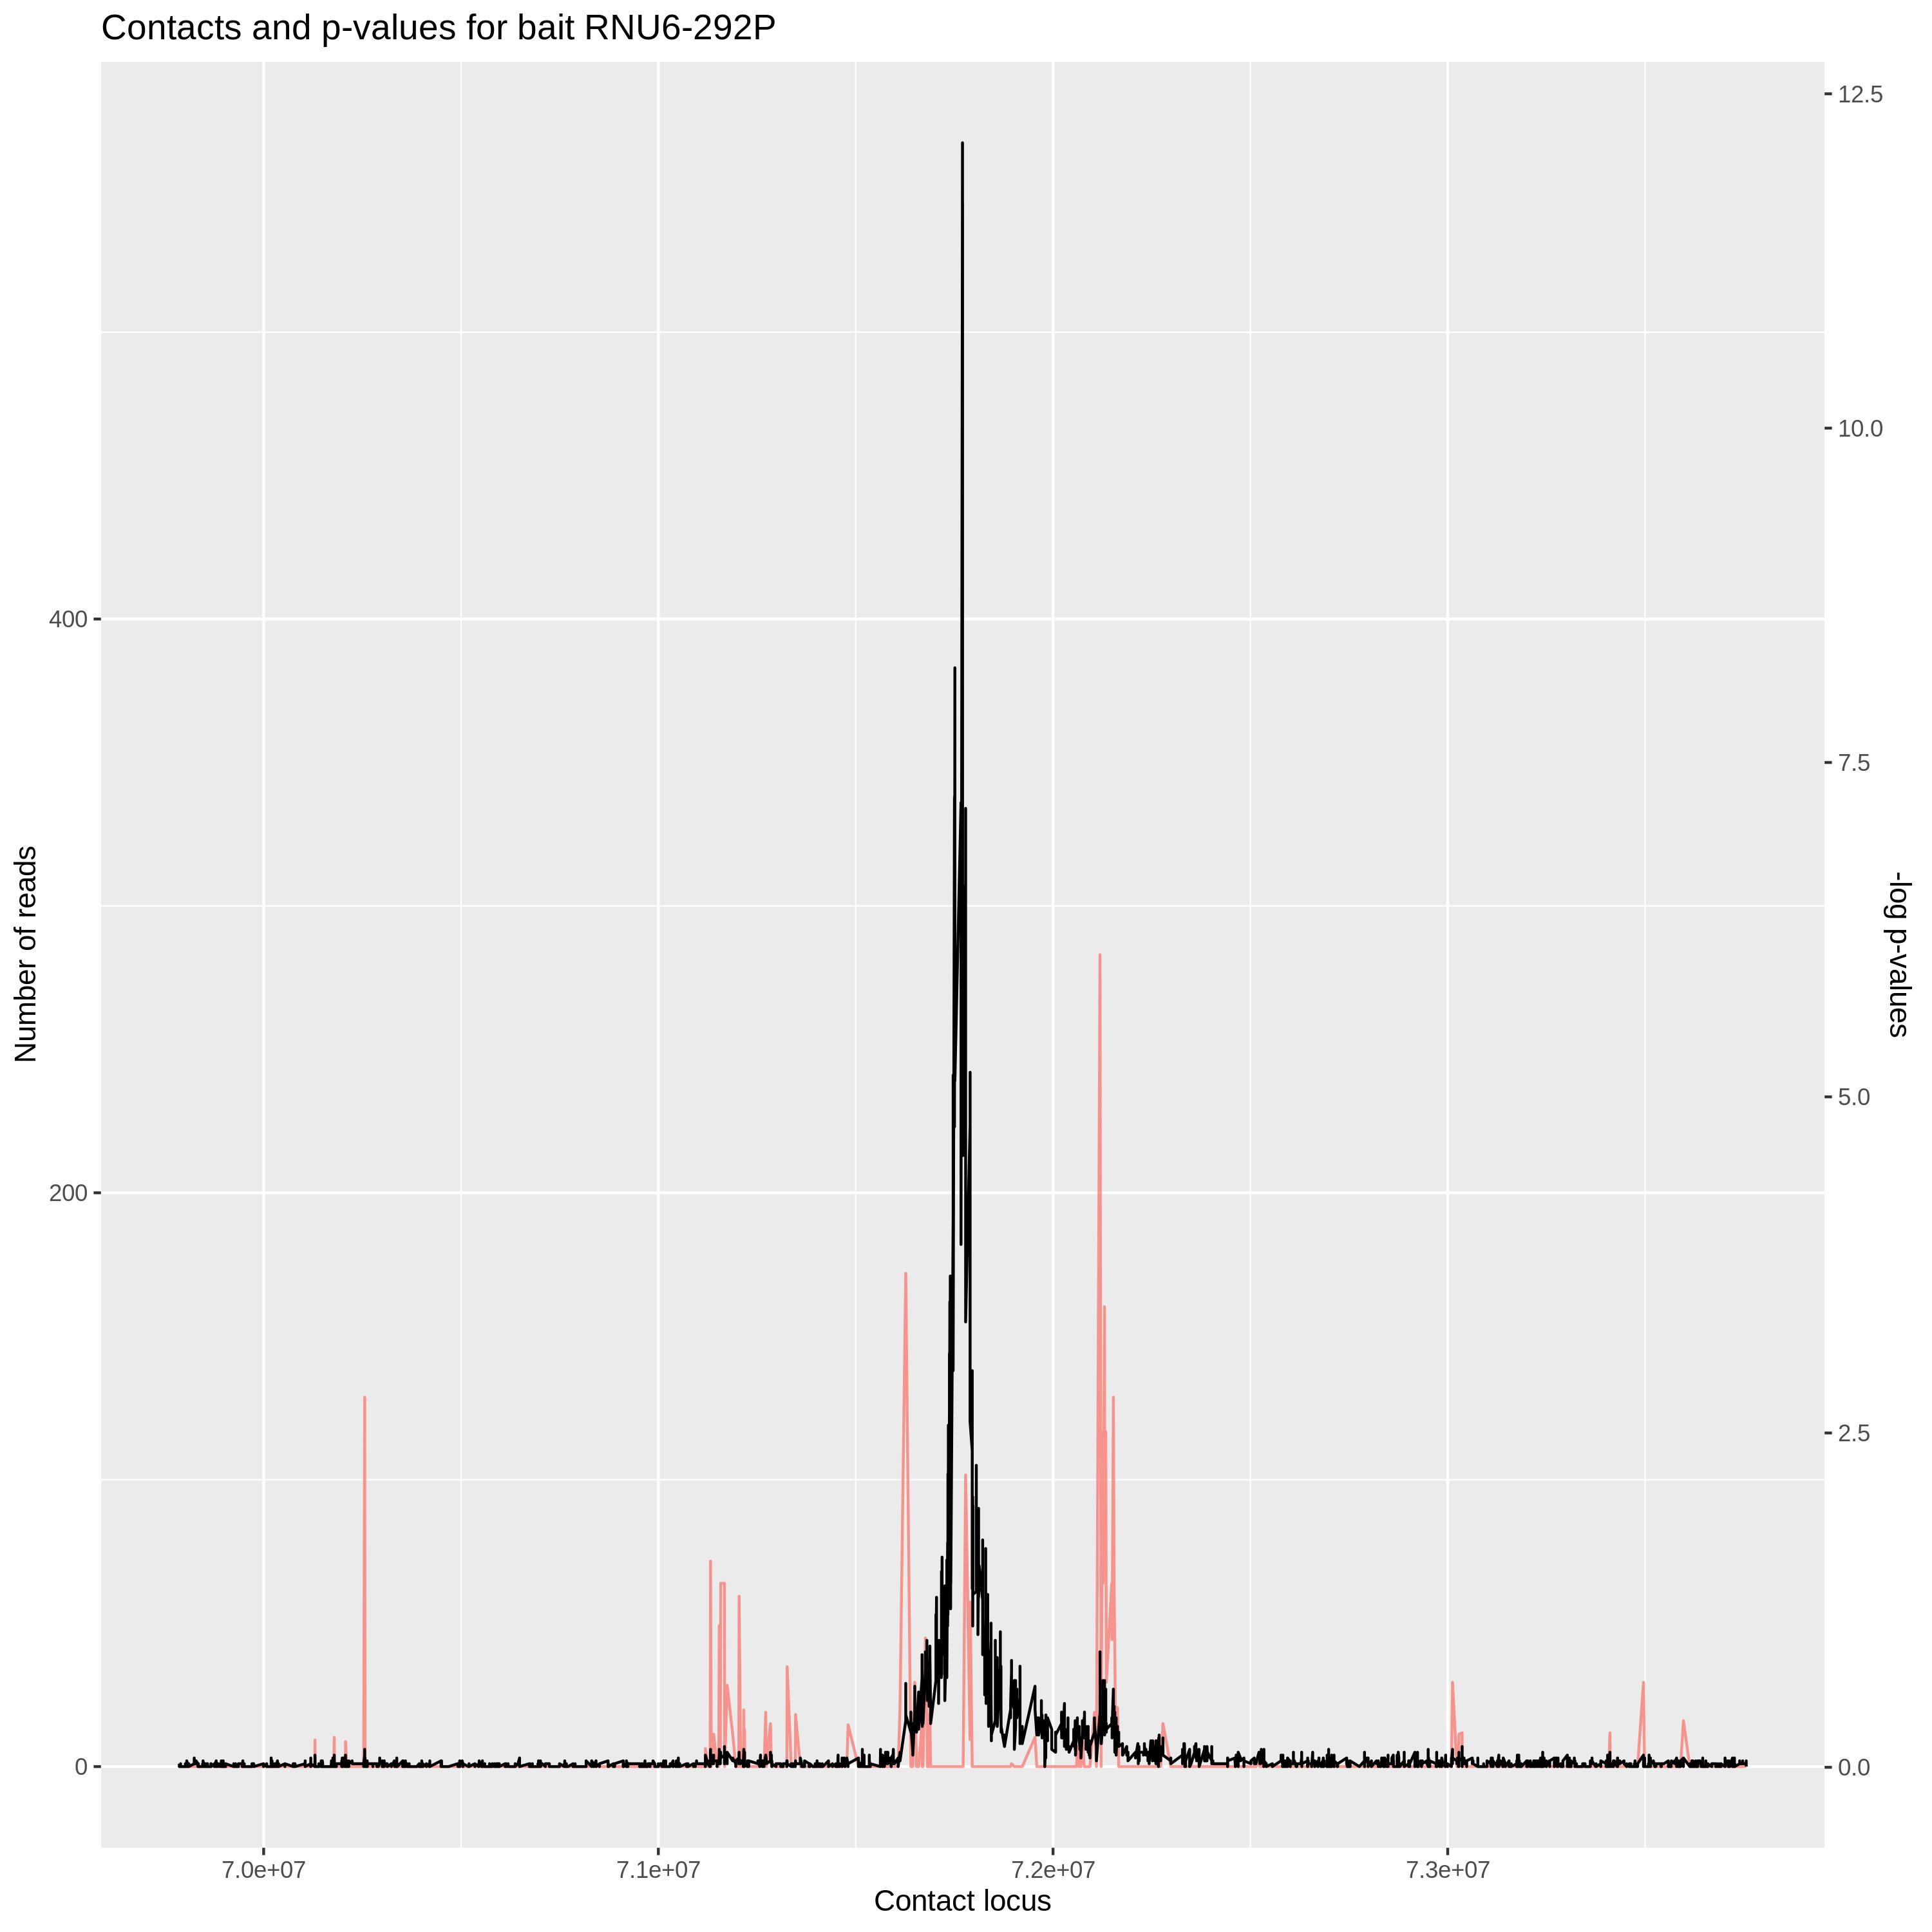 Contacts and p-values for bait RNU6-292P
12.5
10.0
400
7.5
Number of reads
-log p-values
5.0
200
2.5
0
0.0
7.0e+07
7.1e+07
7.2e+07
7.3e+07
Contact locus